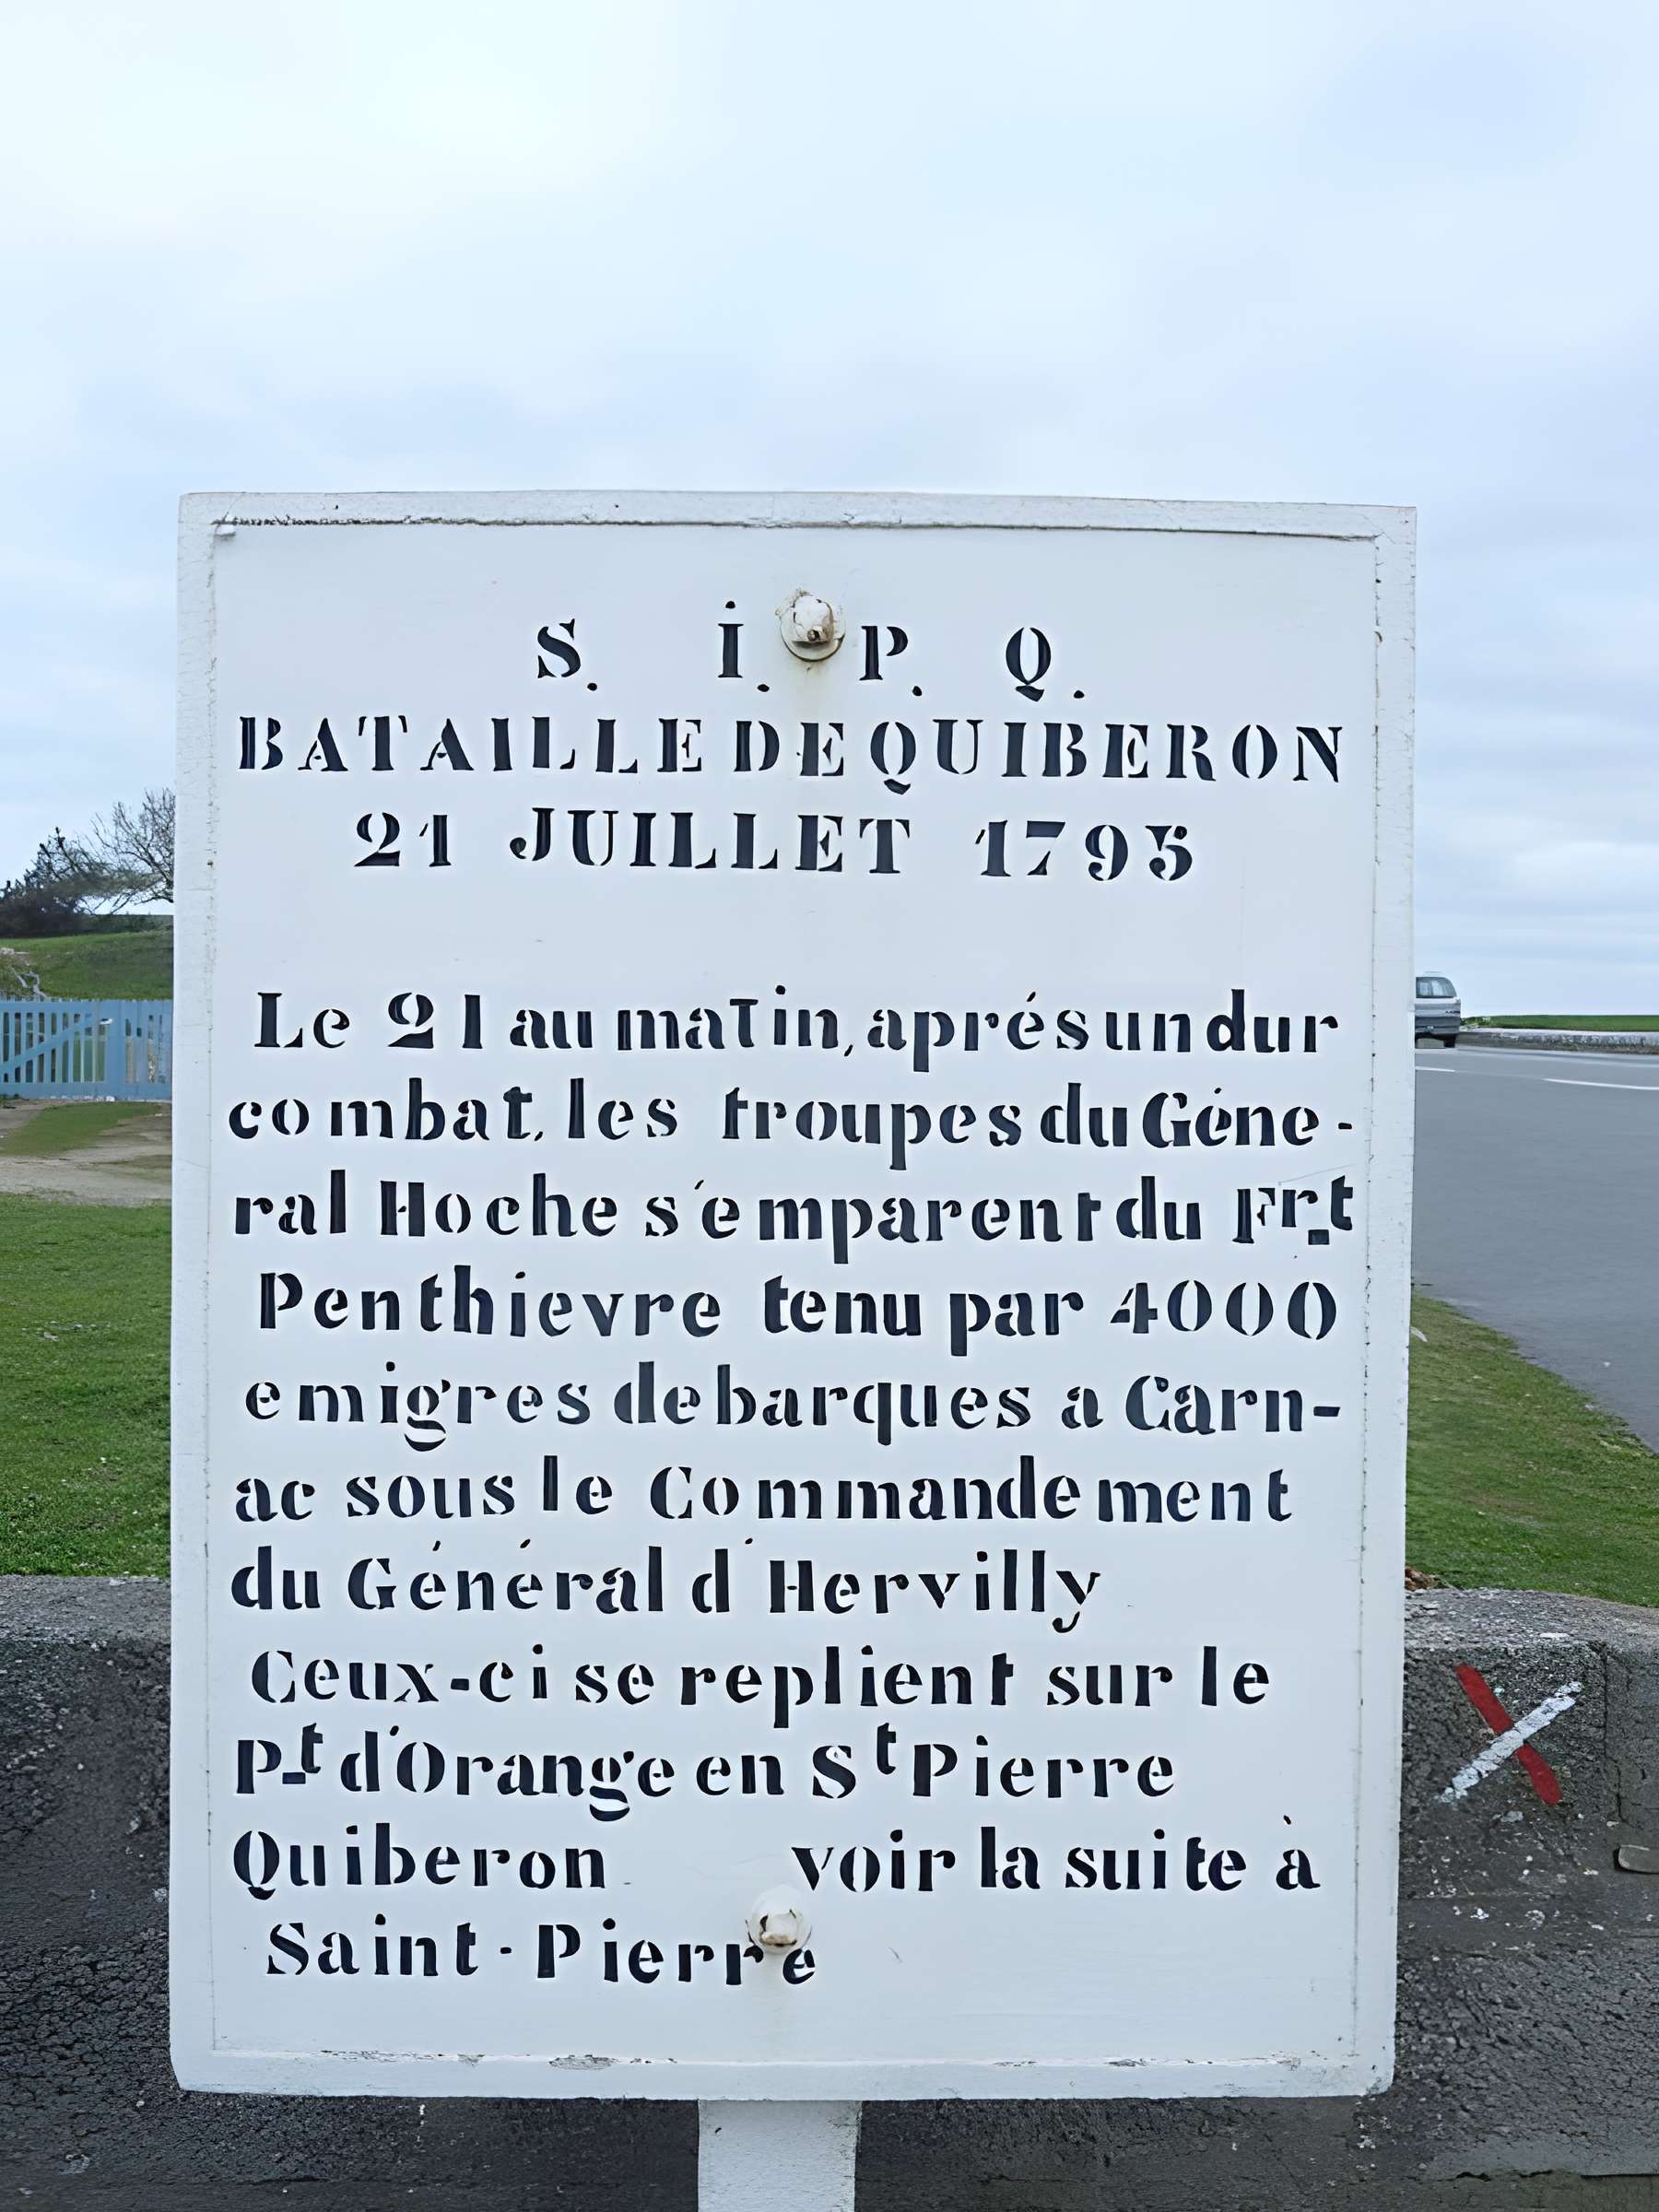 S. I. P. Q.
BATAILLE DE QUIBERON
21 JUILLET 1795
Le 21 au matin, aprés un dur
combat, les troupes du Géne-
ral Hoche s'emparent du Frt
Penthievre tenu par 4000
emigres debarques a Carn-
ac sous le Commandement
du Général d'Hervilly
Ceux-ci se replient sur le
Pt d'Orange en St Pierre
Quiberon voir la suite à
Saint-Pierre